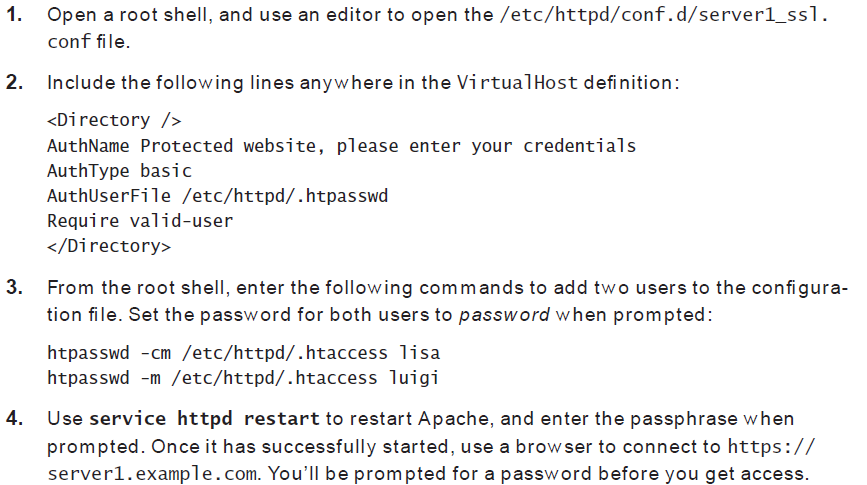 1. Open a root shell, and use an editor to open the /etc/httpd/conf.d/server1_ssl.
conf file.
2. Include the following lines anywhere in the VirtualHost definition:
<Directory />
AuthName Protected website, please enter your credentials
AuthType basic
AuthUserFile /etc/httpd/.htpasswd
Require valid-user
</Directory>
3. From the root shell, enter the following commands to add two users to the configura-
tion file. Set the password for both users to password when prompted:
htpasswd -cm /etc/httpd/.htaccess lisa
htpasswd -m /etc/httpd/.htaccess luigi
4. Use service httpd restart to restart Apache, and enter the passphrase when
prompted. Once it has successfully started, use a browser to connect to https://
server1.example.com. You'll be prompted for a password before you get access.